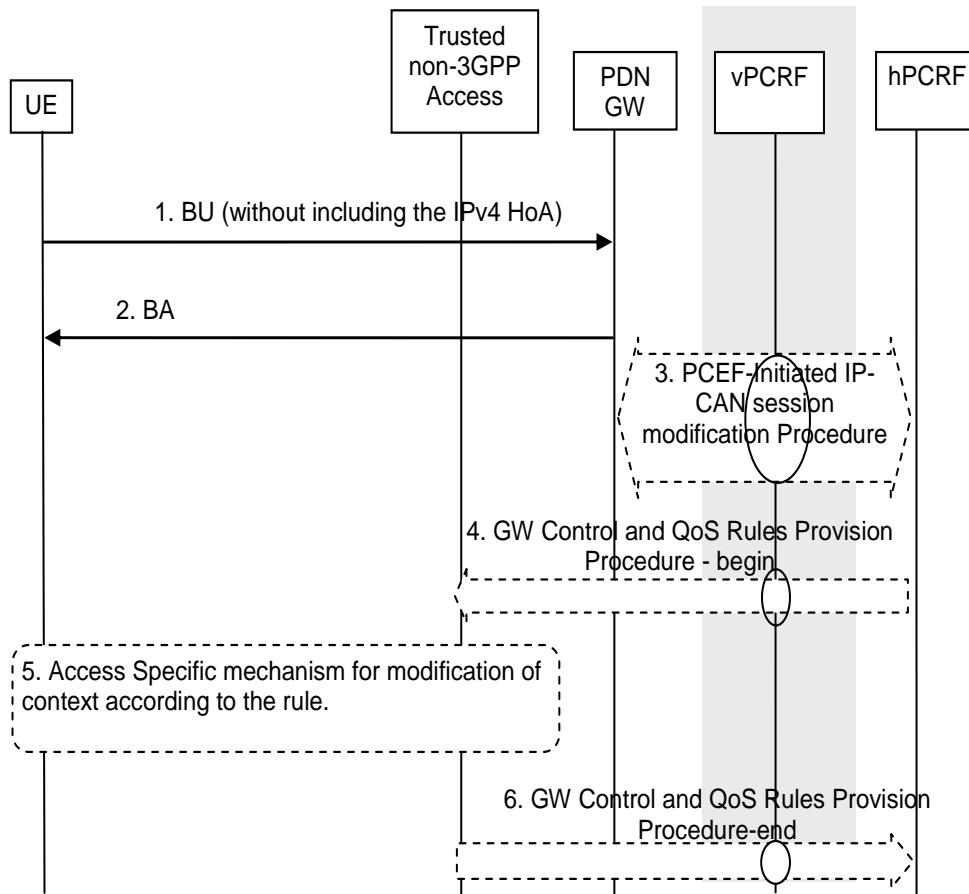 Trusted
non-3GPP
Access
UE
PDN
GW
vPCRF
hPCRF
1. BU (without including the IPv4 HoA)
2. BA
3. PCEF-Initiated IP-
CAN session
modification Procedure
4. GW Control and QoS Rules Provision
Procedure - begin
5. Access Specific mechanism for modification of
context according to the rule.
6. GW Control and QoS Rules Provision
Procedure-end